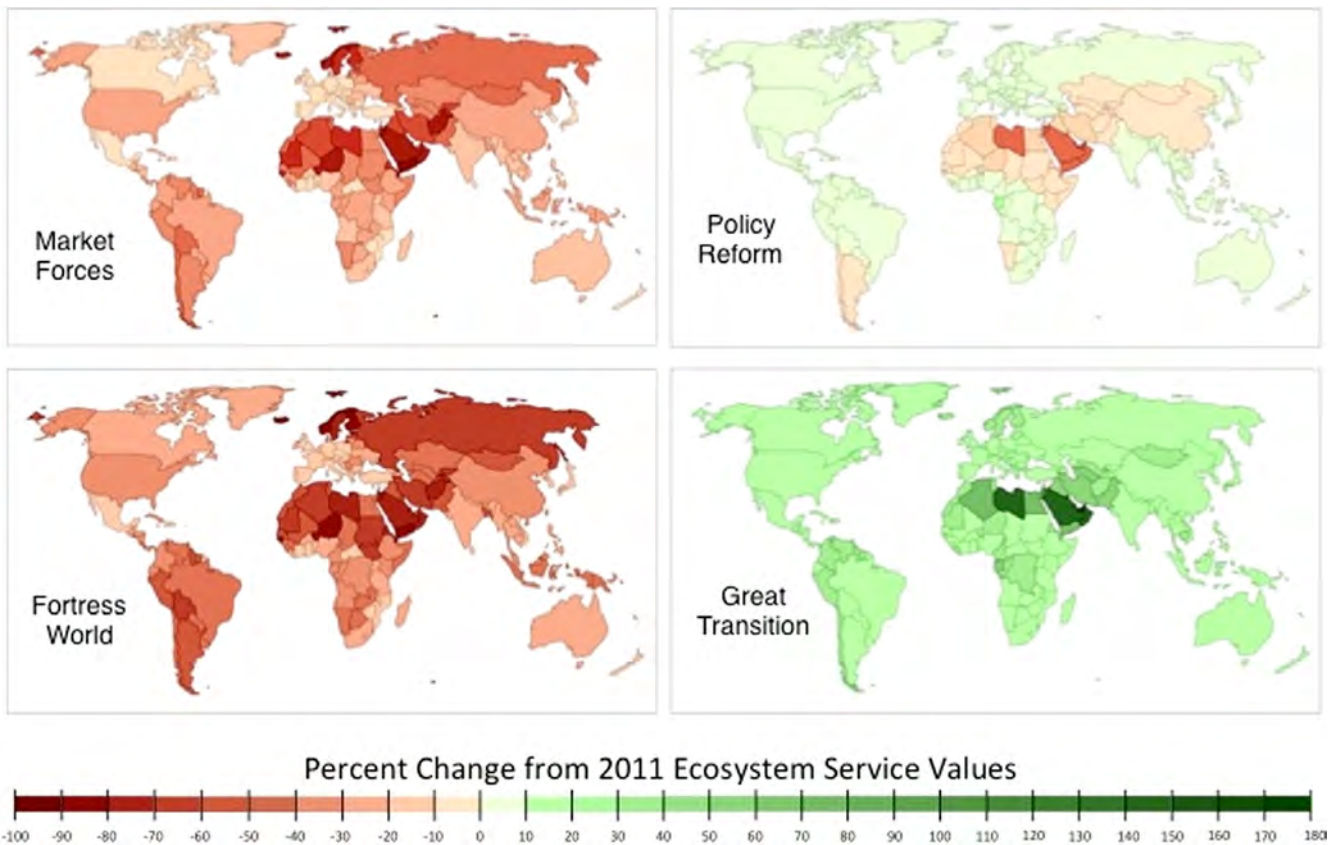 Market
Forces
Policy
Reform
Fortress
World
Great
Transition
Percent Change from 2011 Ecosystem Service Values
-100 -90 -80 -70 -60 -50 -40 -30 -20 -10 0 10 20 30 40 50 60 70 80 90 100 110 120 130 140 150 160 170 180